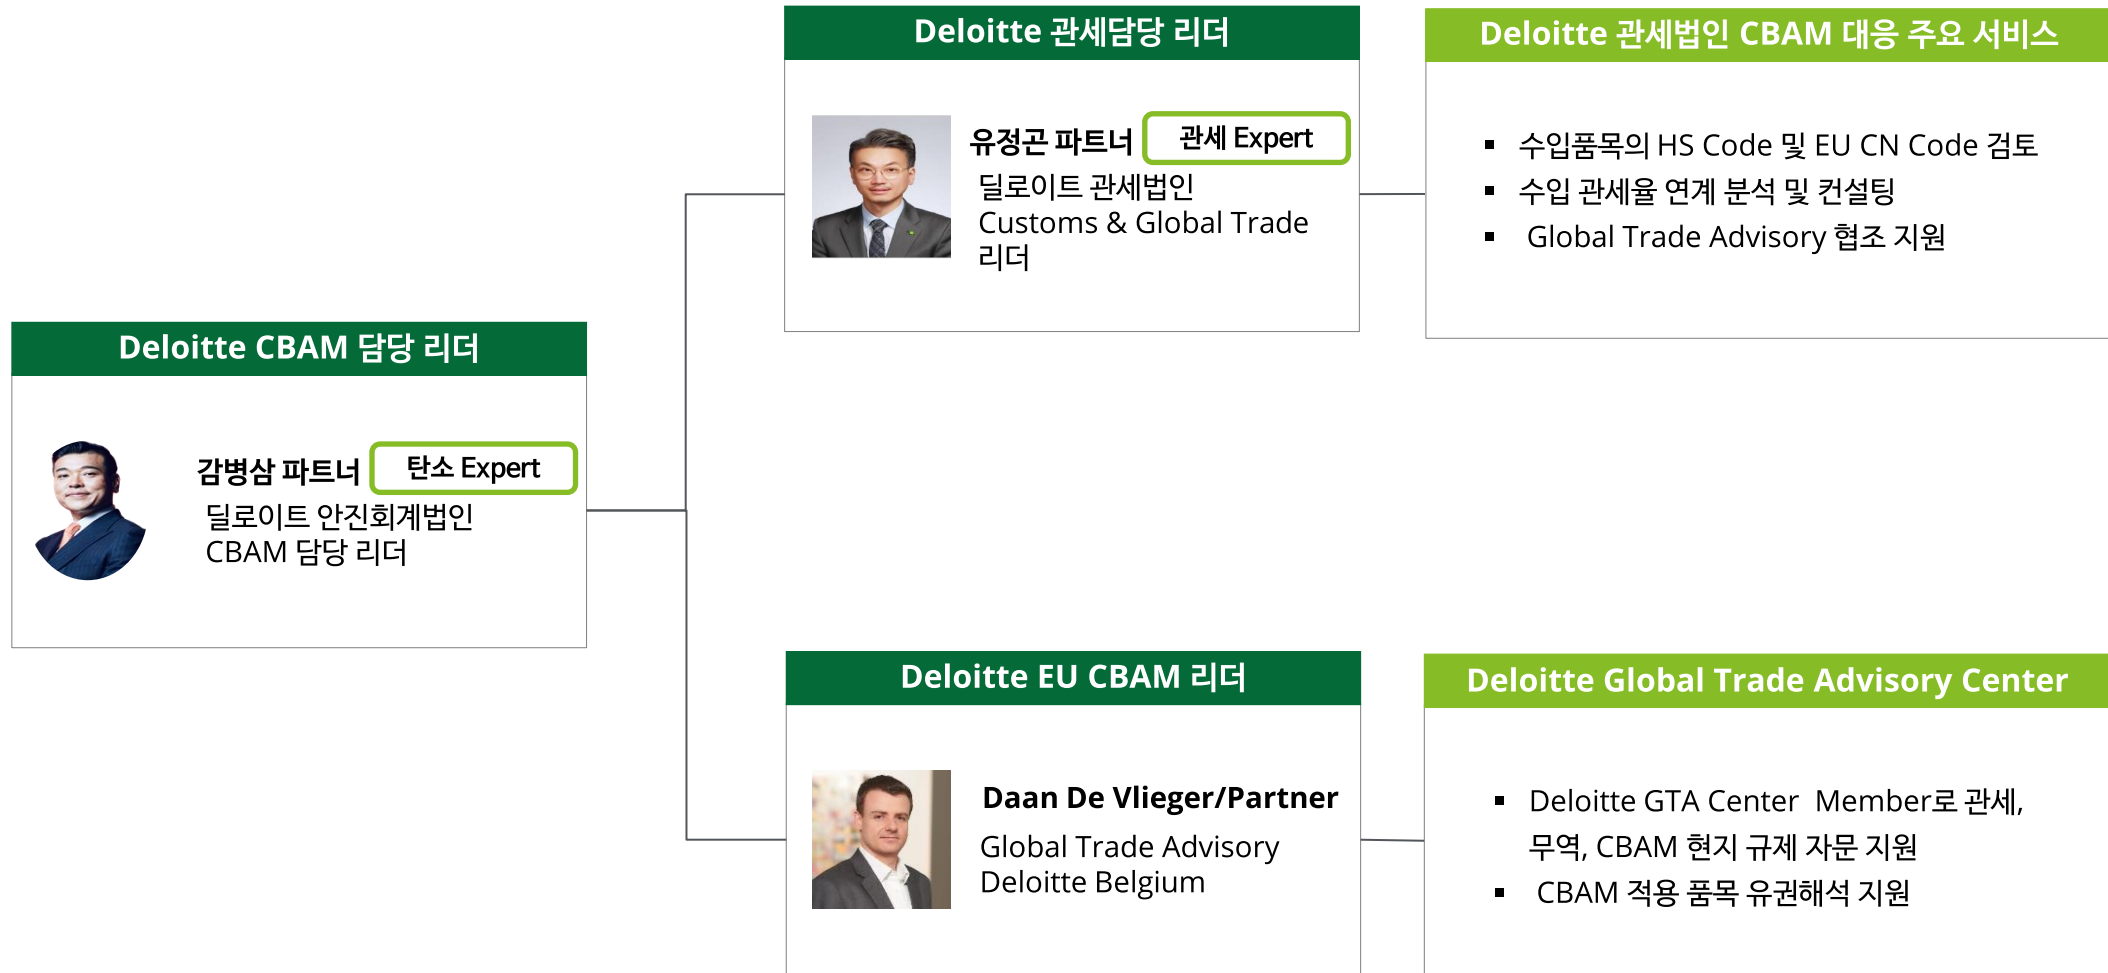 Deloitte 관세담당 리더
유정곤 파트너
관세 Expert
딜로이트 관세법인
Customs & Global Trade
리더
Deloitte 관세법인 CBAM 대응 주요 서비스
▪ 수입품목의 HS Code 및 EU CN Code 검토
▪ 수입 관세율 연계 분석 및 컨설팅
▪ Global Trade Advisory 협조 지원
Deloitte CBAM 담당 리더
감병삼 파트너
탄소 Expert
딜로이트 안진회계법인
CBAM 담당 리더
Deloitte EU CBAM 리더
Daan De Vlieger/Partner
Global Trade Advisory
Deloitte Belgium
Deloitte Global Trade Advisory Center
▪ Deloitte GTA Center Member로 관세,
무역, CBAM 현지 규제 자문 지원
▪ CBAM 적용 품목 유권해석 지원